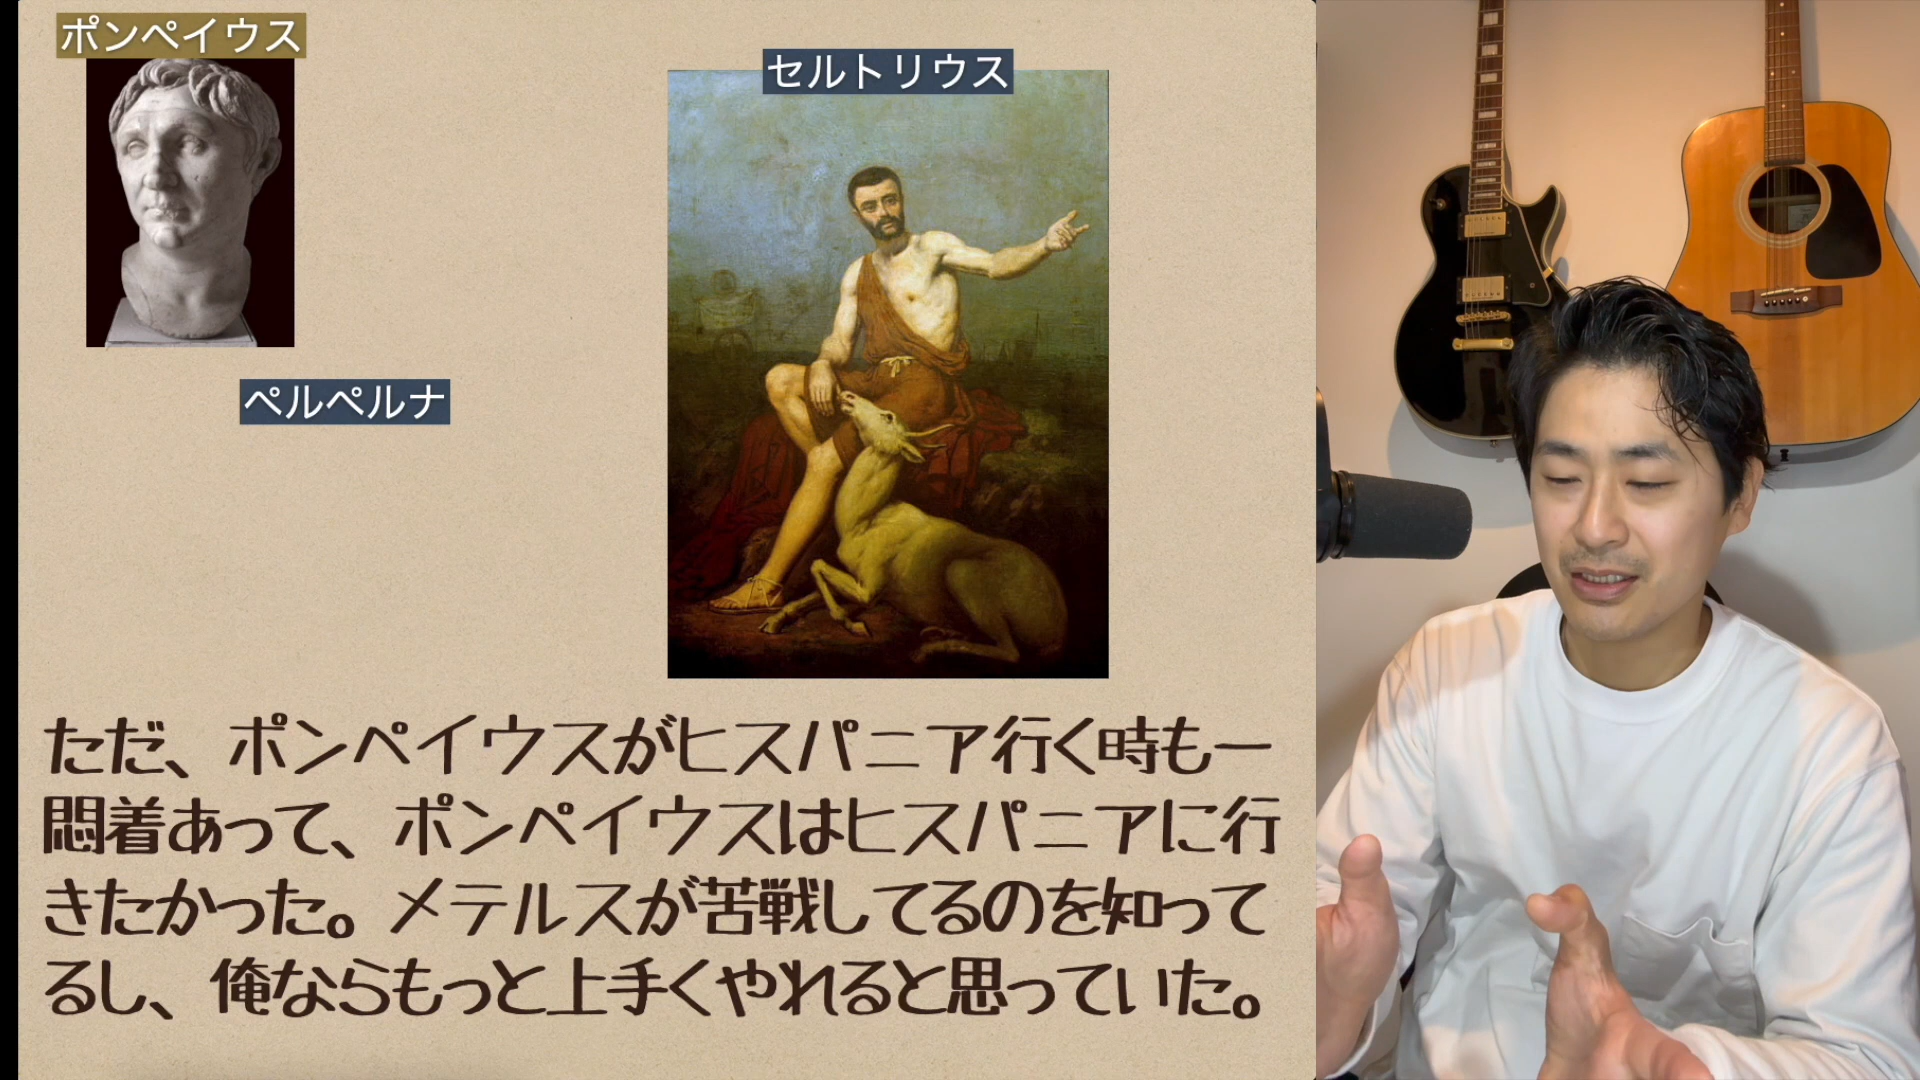 ポンペイウス
セルトリウス
ペルペルナ
ただ、ポンペイウスがヒスパニア行く時も一
悶着あって、ポンペイウスはヒスパニアに行
きたかった。メテルスが苦戦してるのを知って
るし、俺ならもっと上手くやれると思っていた。